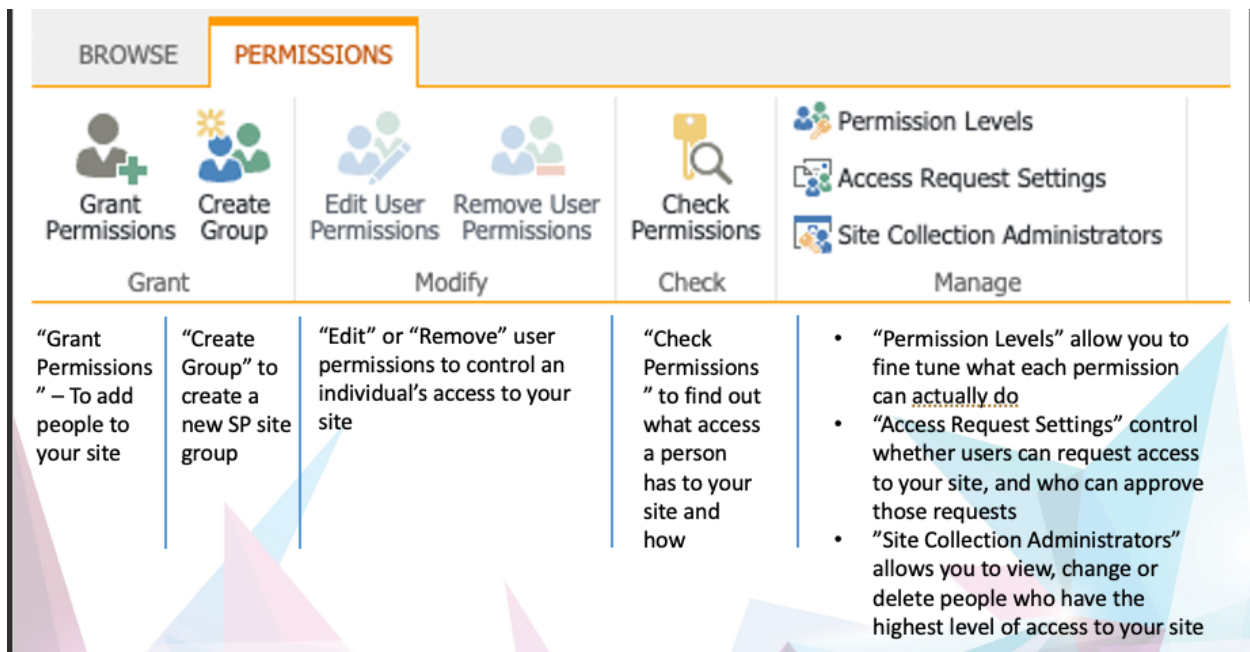 BROWSE
PERMISSIONS
Grant
Permissions
Create
Group
Edit User
Permissions
Remove User
Permissions
Check
Permissions
Permission Levels
Access Request Settings
Site Collection Administrators
Grant
Modify
Check
Manage
“Grant
Permissions
” – To add
people to
your site
“Create
Group” to
create a
new SP site
group
“Edit” or “Remove” user
permissions to control an
individual’s access to your
site
“Check
Permissions
” to find out
what access
a person
has to your
site and
how
• “Permission Levels” allow you to
fine tune what each permission
can actually do
• “Access Request Settings” control
whether users can request access
to your site, and who can approve
those requests
• ”Site Collection Administrators”
allows you to view, change or
delete people who have the
highest level of access to your site